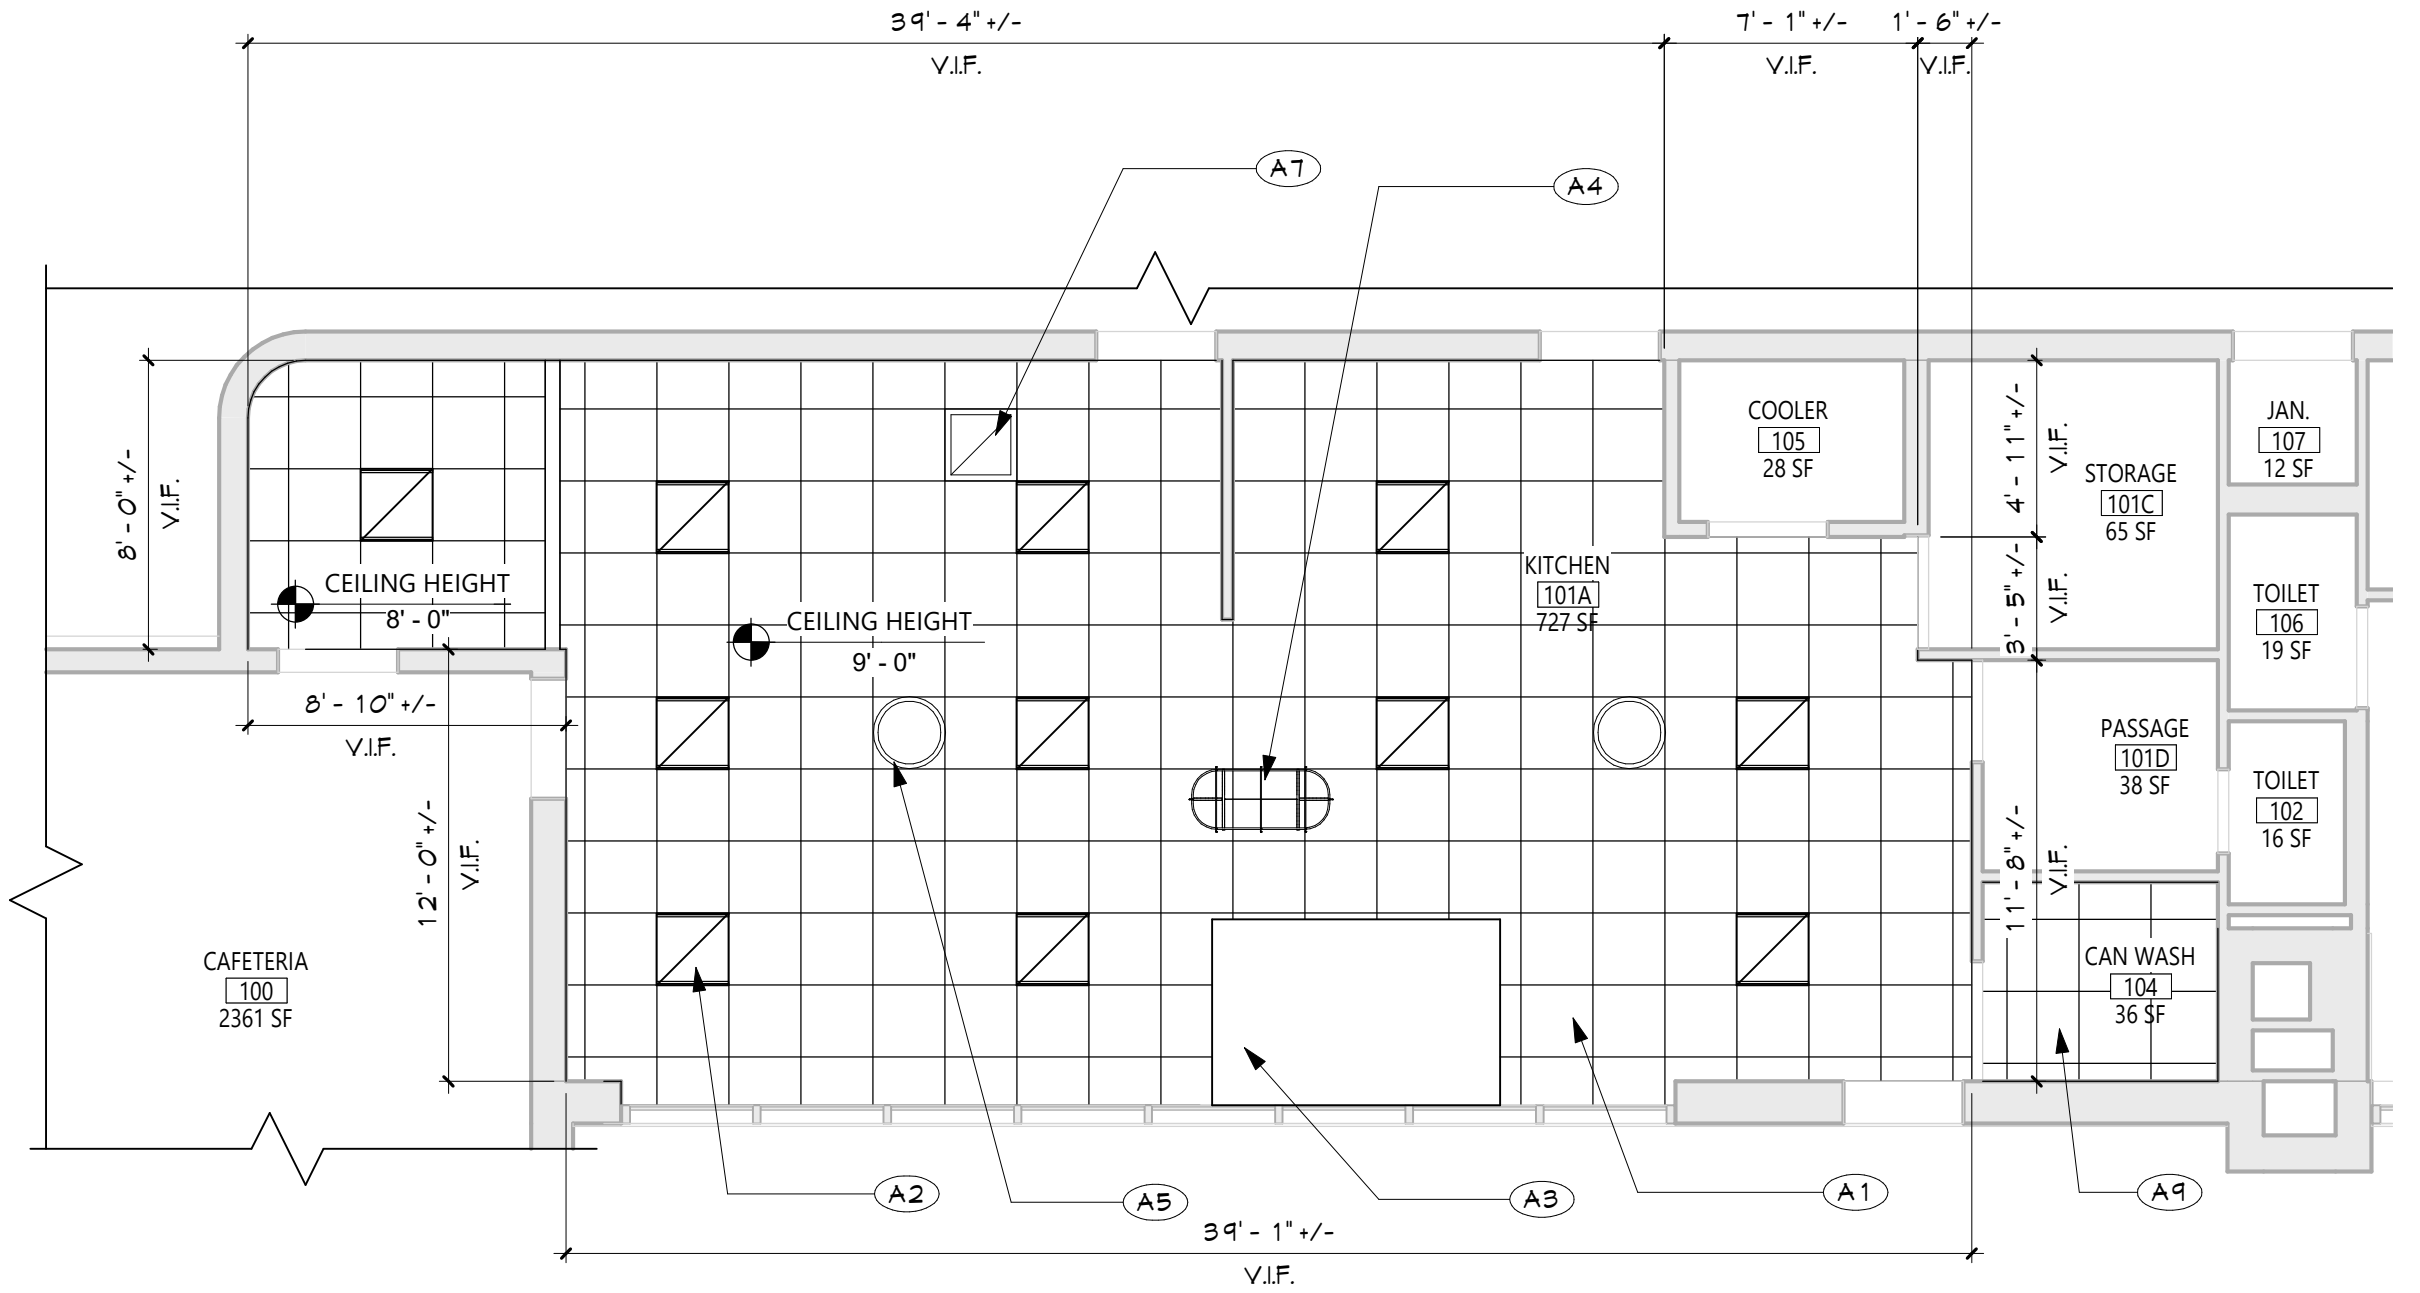 39' - 4" +/-
V.I.F.
7' - 1" +/-
V.I.F.
1' - 6" +/-
V.I.F.
A7
A4
8' - 0" +/-
V.I.F.
CEILING HEIGHT
8' - 0"
CEILING HEIGHT
9' - 0"
KITCHEN
101A
727 SF
COOLER
105
28 SF
4' - 11" +/-
V.I.F.
3' - 5" +/-
V.I.F.
STORAGE
101C
65 SF
JAN.
107
12 SF
TOILET
106
19 SF
8' - 10" +/-
V.I.F.
12' - 0" +/-
V.I.F.
PASSAGE
101D
38 SF
TOILET
102
16 SF
11' - 8" +/-
V.I.F.
CAFETERIA
100
2361 SF
CAN WASH
104
36 SF
A2
A5
A3
A1
A9
39' - 1" +/-
V.I.F.